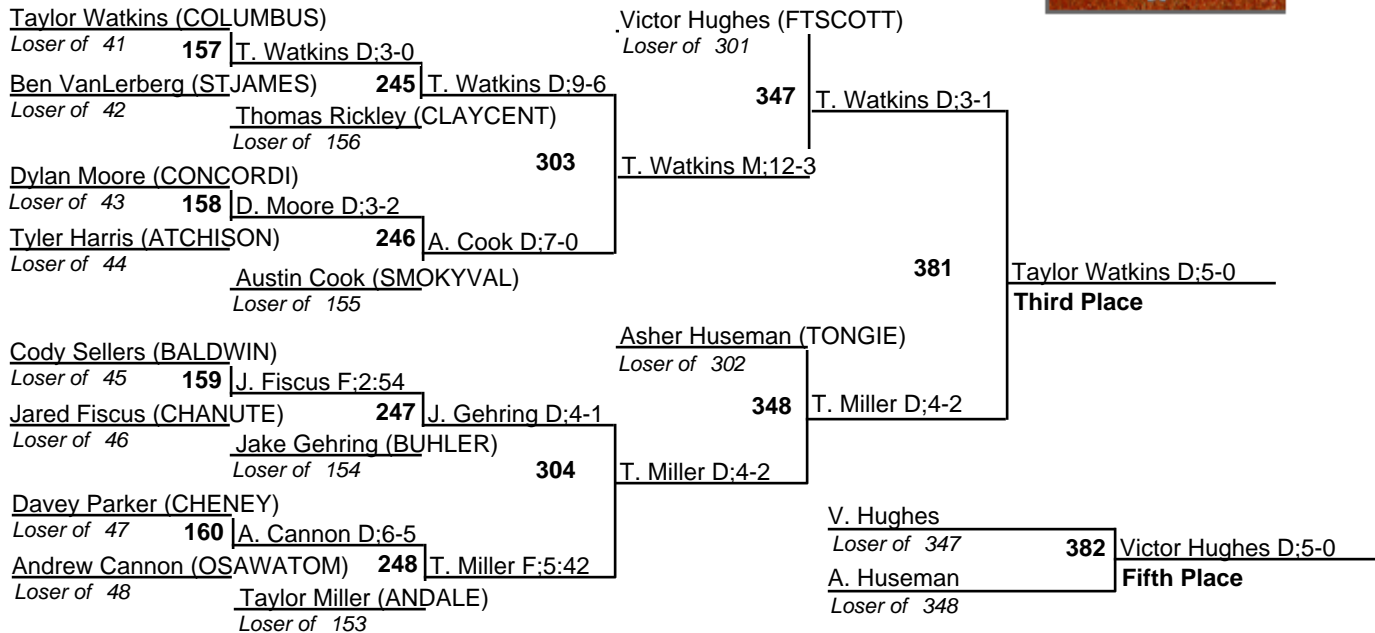 Taylor Watkins (COLUMBUS)
Loser of 41
157
T. Watkins D;3-0
Ben VanLerberg (STJAMES)
Loser of 42
245
T. Watkins D;9-6
Thomas Rickley (CLAYCENT)
Loser of 156
303
T. Watkins M;12-3
Dylan Moore (CONCORDI)
Loser of 43
158
D. Moore D;3-2
Tyler Harris (ATCHISON)
Loser of 44
246
A. Cook D;7-0
Austin Cook (SMOKYVAL)
Loser of 155
Cody Sellers (BALDWIN)
Loser of 45
159
J. Fiscus F;2:54
Jared Fiscus (CHANUTE)
Loser of 46
247
J. Gehring D;4-1
Jake Gehring (BUHLER)
Loser of 154
304
T. Miller D;4-2
Davey Parker (CHENEY)
Loser of 47
160
A. Cannon D;6-5
Andrew Cannon (OSAWATOM)
Loser of 48
248
T. Miller F;5:42
Taylor Miller (ANDALE)
Loser of 153
Victor Hughes (FTSCOTT)
Loser of 301
347
T. Watkins D;3-1
Asher Huseman (TONGIE)
Loser of 302
348
T. Miller D;4-2
381
Taylor Watkins D;5-0
Third Place
V. Hughes
Loser of 347
382
Victor Hughes D;5-0
Fifth Place
A. Huseman
Loser of 348